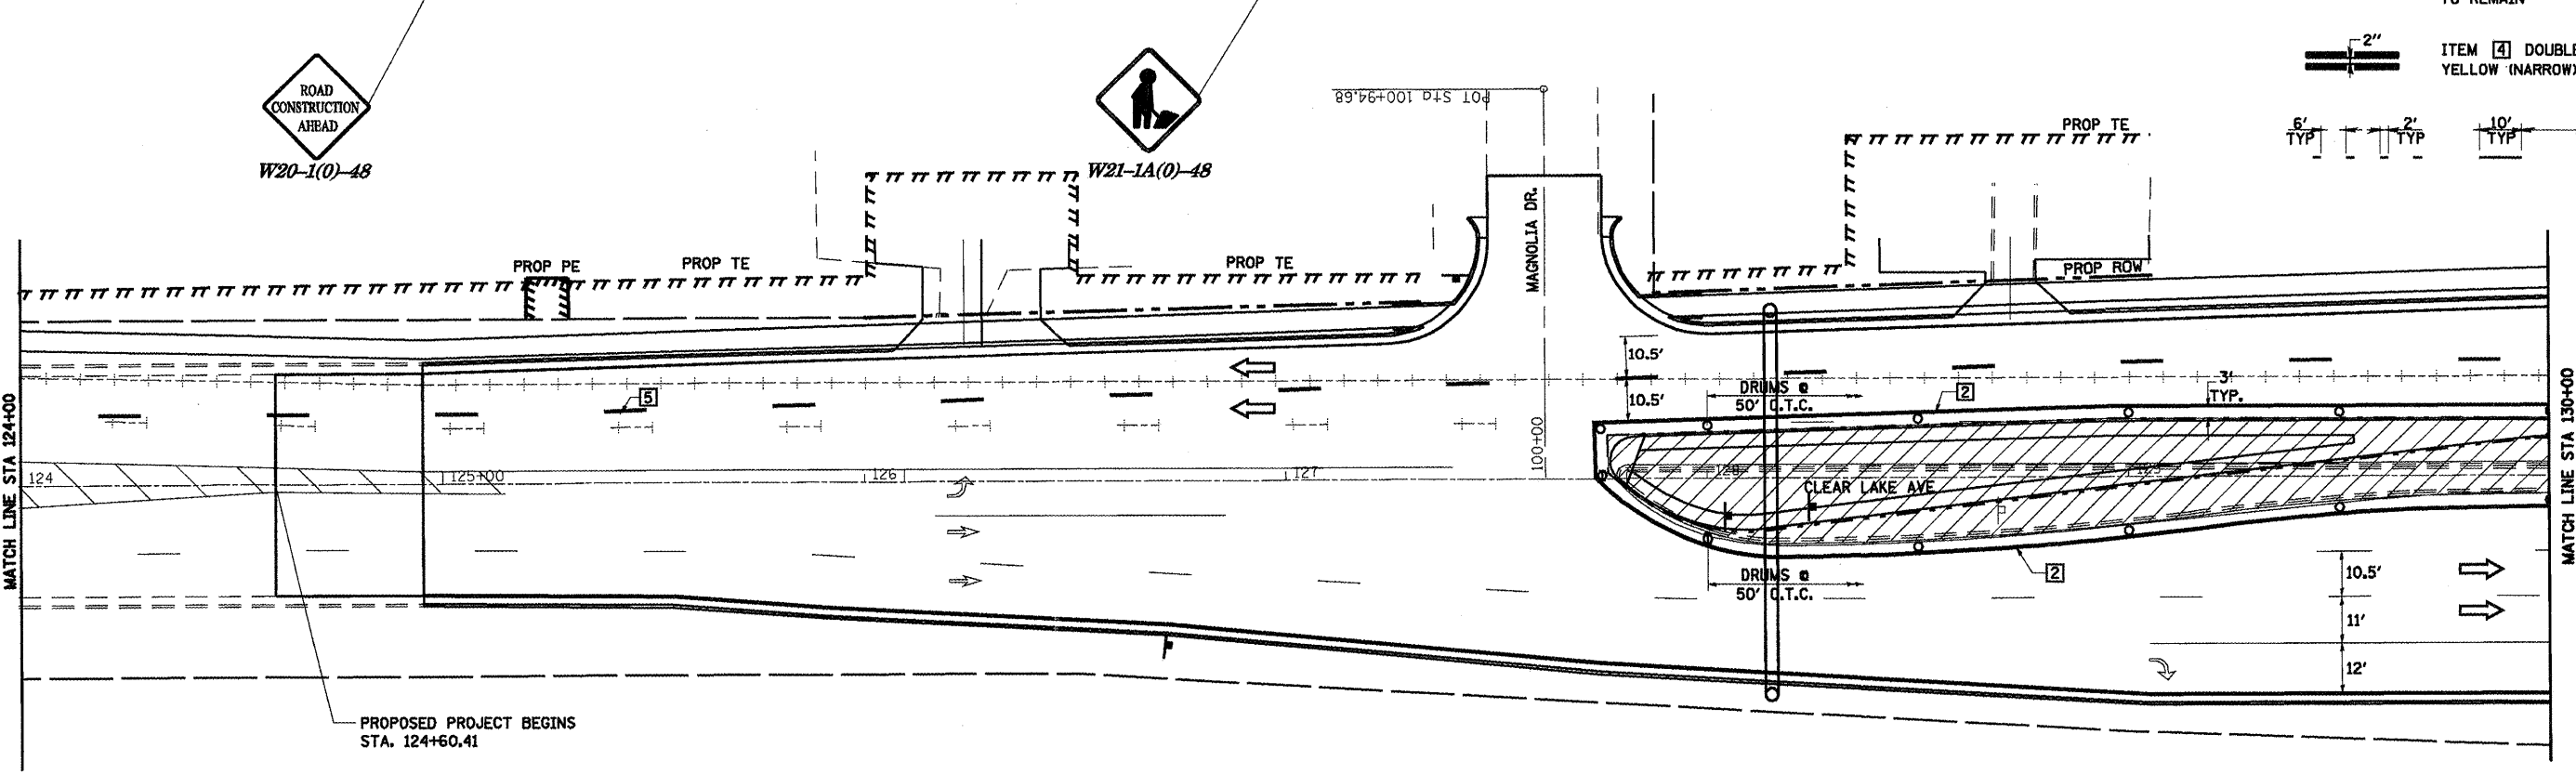 2"
ITEM 4 DOUBLE
YELLOW (NARROW)
ROAD
CONSTRUCTION
AHEAD
W20-1(0)-48
W21-1A(0)-48
POT Sta 100+94.68
6'
TYP
2'
TYP
10'
TYP
PROP TE
PROP PE
PROP TE
PROP TE
MAGNOLIA DR.
PROP ROW
10.5'
10.5'
DRUMS @
50' C.T.C.
2
3'
TYP.
5
MATCH LINE STA 124+00
MATCH LINE STA 130+00
100+00
124
125+00
126
127
128
129
CLEAR LAKE AVE
DRUMS @
50' C.T.C.
2
10.5'
11'
12'
PROPOSED PROJECT BEGINS
STA. 124+60.41